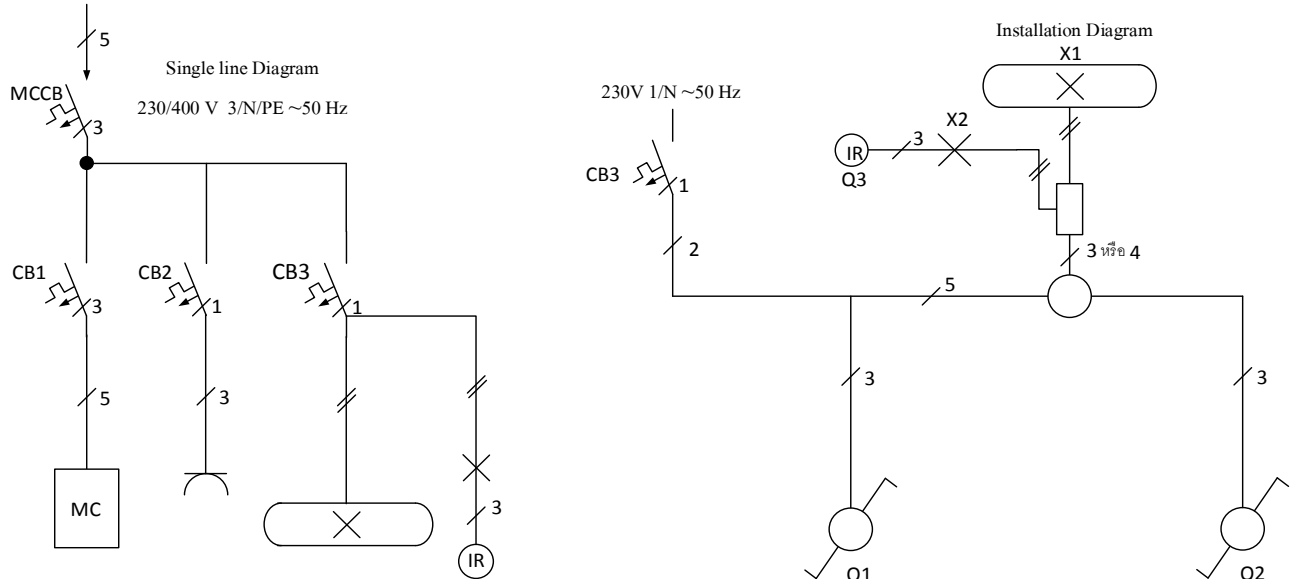 5
Single line Diagram
230/400 V 3/N/PE ~50 Hz
MCCB
3
CB1
3
CB2
1
CB3
1
5
3
3
MC
IR
Installation Diagram
X1
230V 1/N ~50 Hz
X2
IR
3
Q3
CB3
1
2
3 หรือ 4
5
3
3
Q1
Q2